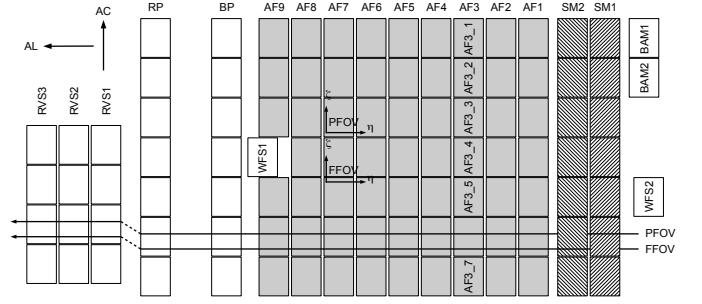 AC RP BP AF9 AF8 AF7 AF6 AF5 AF4 AF3 AF2 AF1 SM2 SM1
AL
RVS3 RVS2 RVS1
AF3_1
AF3_2
AF3_3
AF3_4
AF3_5
AF3_7
BAM1
BAM2
ζ
PFOV η
WFS1
ζ
FFOV η
WFS2
PFOV
FFOV